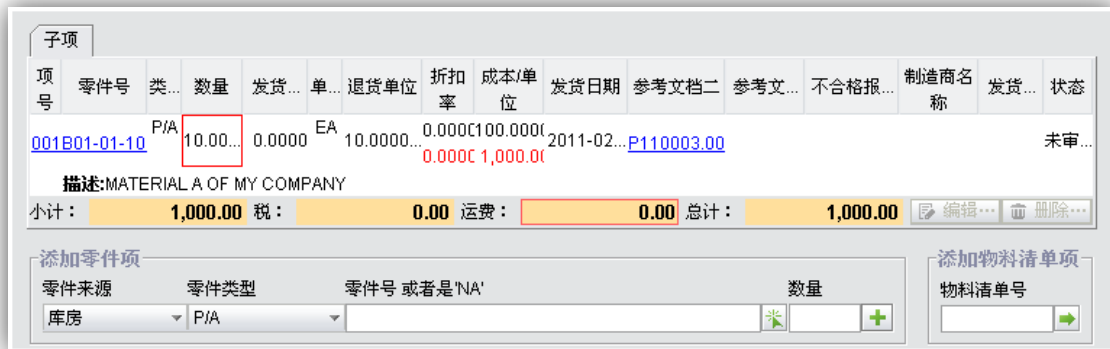 子项
项号 零件号 类... 数量 发货... 单... 退货单位 折扣率 成本/单位 发货日期 参考文档二 参考文... 不合格报... 制造商名称 发货... 状态
001 B01-01-10 P/A 10.00... 0.0000 EA 10.0000... 0.0000 100.0000 2011-02... P110003.00 未审...
0.0000 1,000.00
描述:MATERIAL A OF MY COMPANY
小计： 1,000.00 税： 0.00 运费： 0.00 总计： 1,000.00 编辑... 删除...
添加零件项 添加物料清单项
零件来源 零件类型 零件号 或者是'NA' 数量 物料清单号
库房 P/A